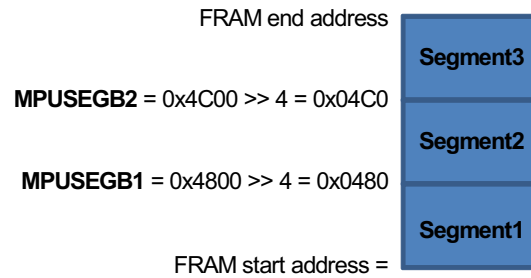 FRAM end address
Segment3
MPUSEGB2 = 0x4C00 >> 4 = 0x04C0
Segment2
MPUSEGB1 = 0x4800 >> 4 = 0x0480
Segment1
FRAM start address =